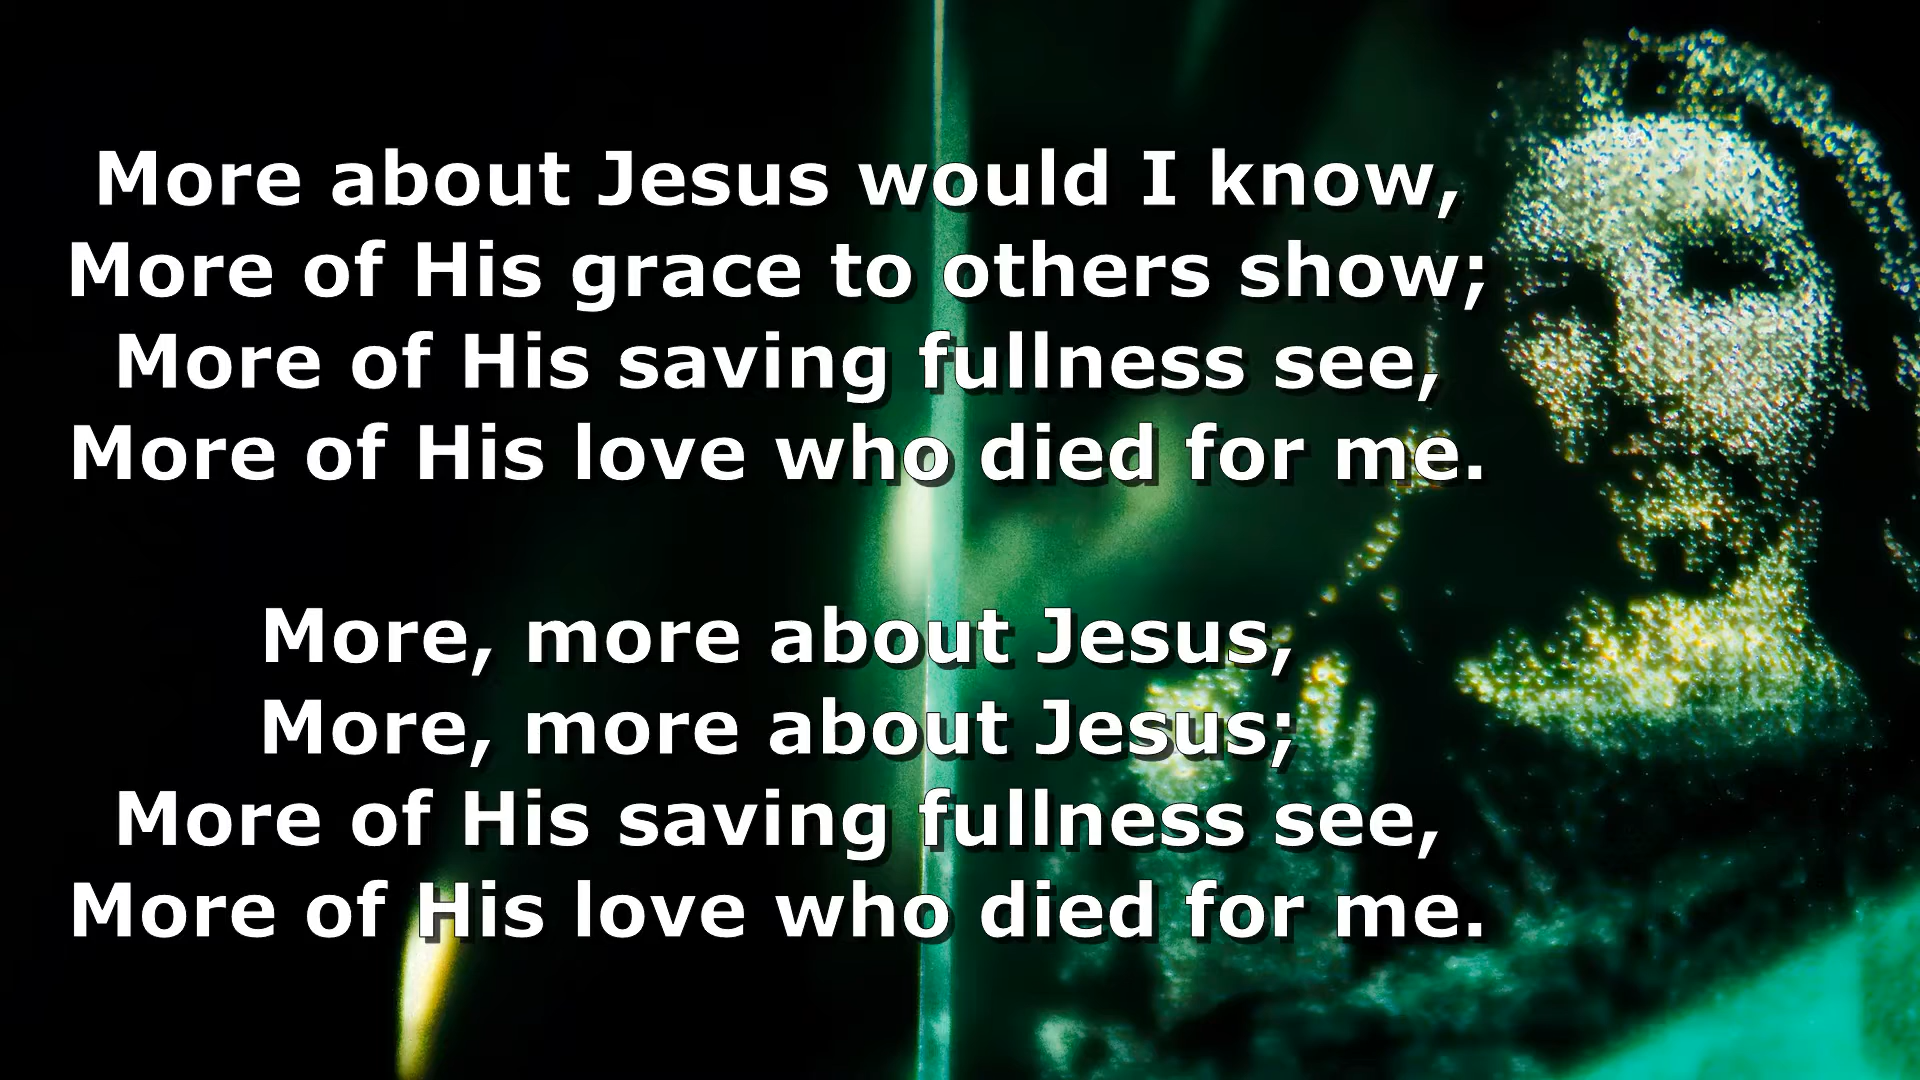 More about Jesus would I know,
More of His grace to others show;
More of His saving fullness see,
More of His love who died for me.
More, more about Jesus,
More, more about Jesus;
More of His saving fullness see,
More of His love who died for me.